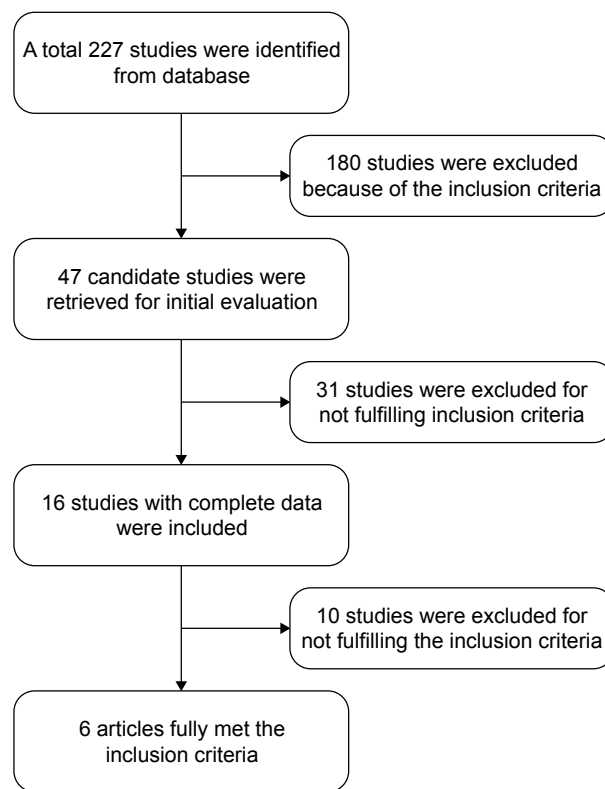 A total 227 studies were identified
from database
180 studies were excluded
because of the inclusion criteria
47 candidate studies were
retrieved for initial evaluation
31 studies were excluded for
not fulfilling inclusion criteria
16 studies with complete data
were included
10 studies were excluded for
not fulfilling the inclusion criteria
6 articles fully met the
inclusion criteria